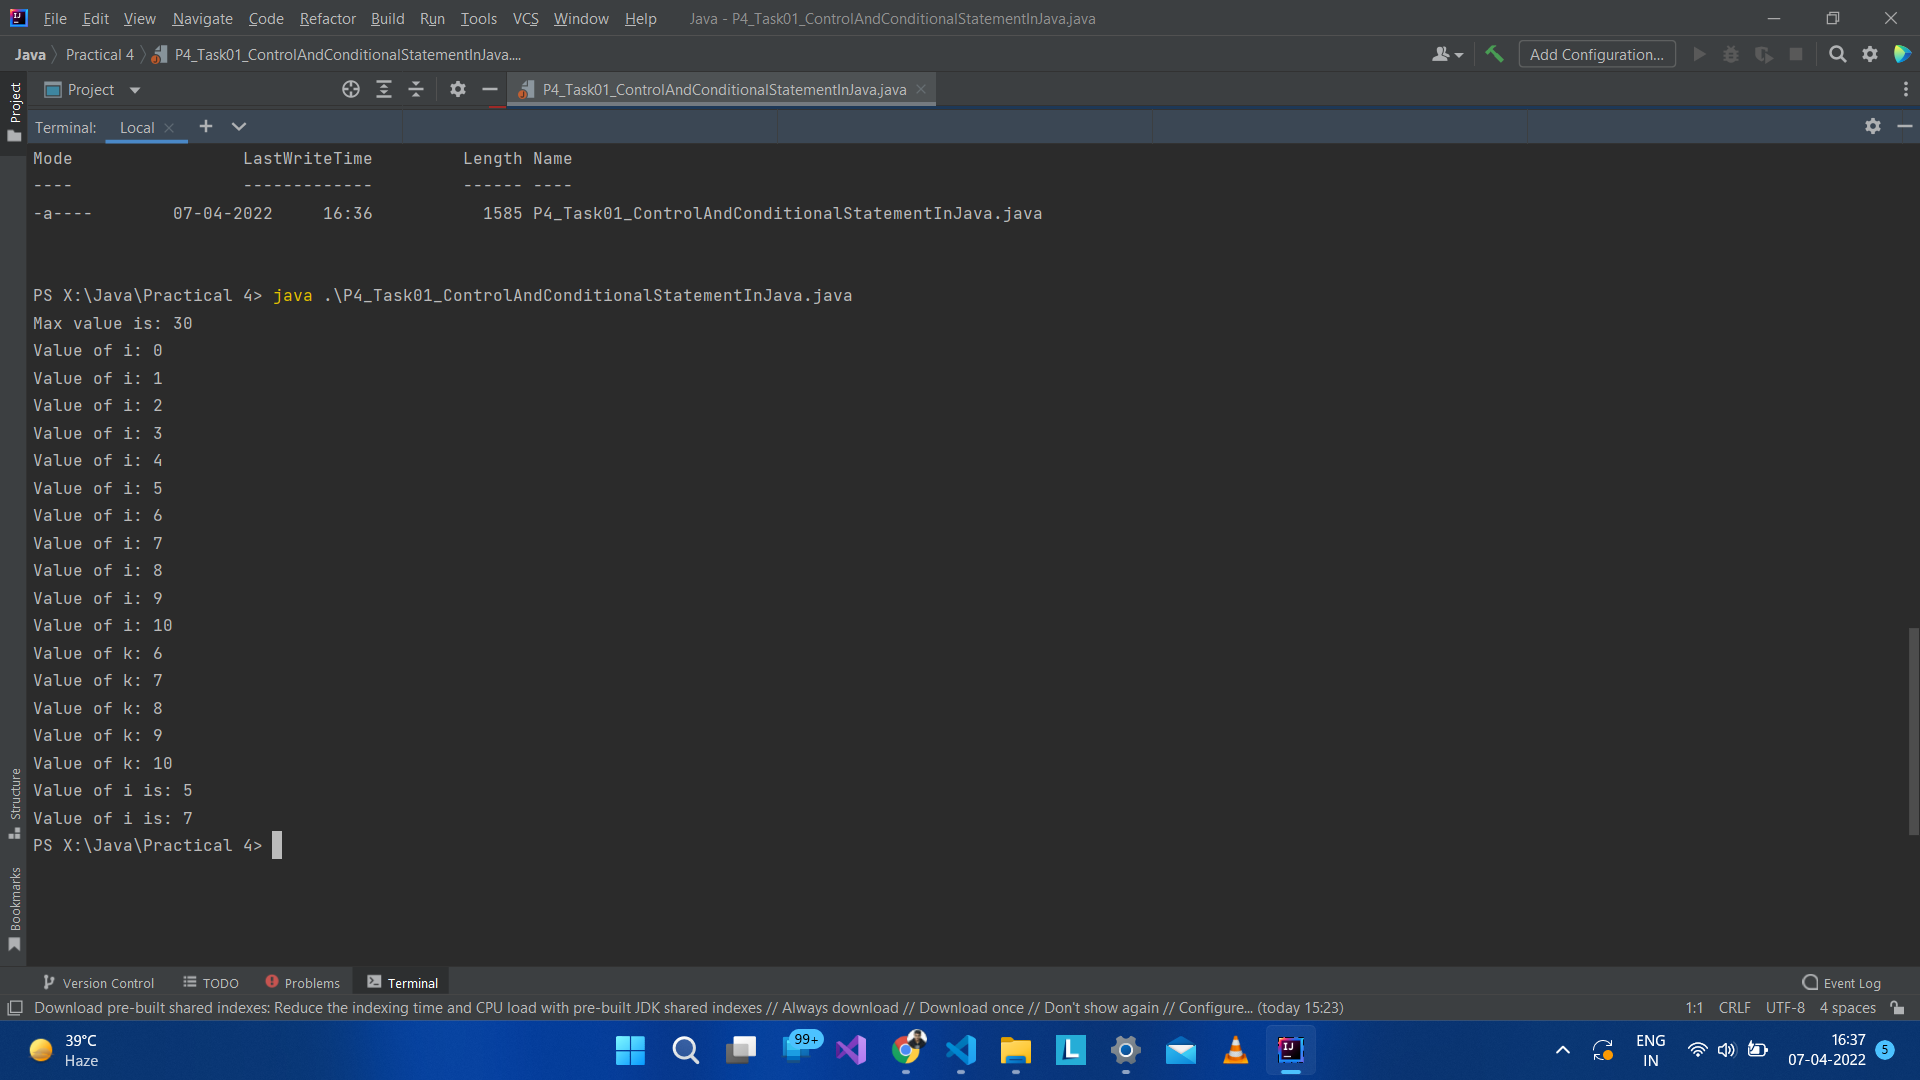 File Edit View Navigate Code Refactor Build Run Tools VCS Window Help Java - P4_Task01_ControlAndConditionalStatementInJava.java
Java Practical 4 P4_Task01_ControlAndConditionalStatementInJava.... Add Configuration...
Project Project P4_Task01_ControlAndConditionalStatementInJava.java
Terminal: Local
Mode LastWriteTime Length Name
---- ------------- ------ ----
-a---- 07-04-2022 16:36 1585 P4_Task01_ControlAndConditionalStatementInJava.java
PS X:\Java\Practical 4> java .\P4_Task01_ControlAndConditionalStatementInJava.java
Max value is: 30
Value of i: 0
Value of i: 1
Value of i: 2
Value of i: 3
Value of i: 4
Value of i: 5
Value of i: 6
Value of i: 7
Value of i: 8
Value of i: 9
Value of i: 10
Value of k: 6
Value of k: 7
Value of k: 8
Value of k: 9
Value of k: 10
Value of i is: 5
Value of i is: 7
PS X:\Java\Practical 4>
Structure
Bookmarks
Version Control TODO Problems Terminal Event Log
Download pre-built shared indexes: Reduce the indexing time and CPU load with pre-built JDK shared indexes // Always download // Download once // Don't show again // Configure... (today 15:23) 1:1 CRLF UTF-8 4 spaces
39°C
Haze
99+
L
IJ
ENG
IN
16:37
07-04-2022
5